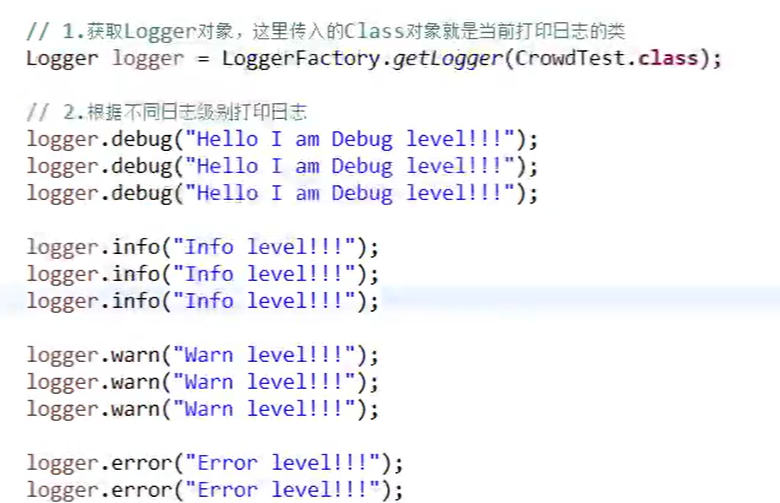 // 1.获取Logger对象，这里传入的Class对象就是当前打印日志的类
Logger logger = LoggerFactory.getLogger(CrowdTest.class);
// 2.根据不同日志级别打印日志
logger.debug("Hello I am Debug level!!!");
logger.debug("Hello I am Debug level!!!");
logger.debug("Hello I am Debug level!!!");
logger.info("Info level!!!");
logger.info("Info level!!!");
logger.info("Info level!!!");
logger.warn("Warn level!!!");
logger.warn("Warn level!!!");
logger.warn("Warn level!!!");
logger.error("Error level!!!");
logger.error("Error level!!!");